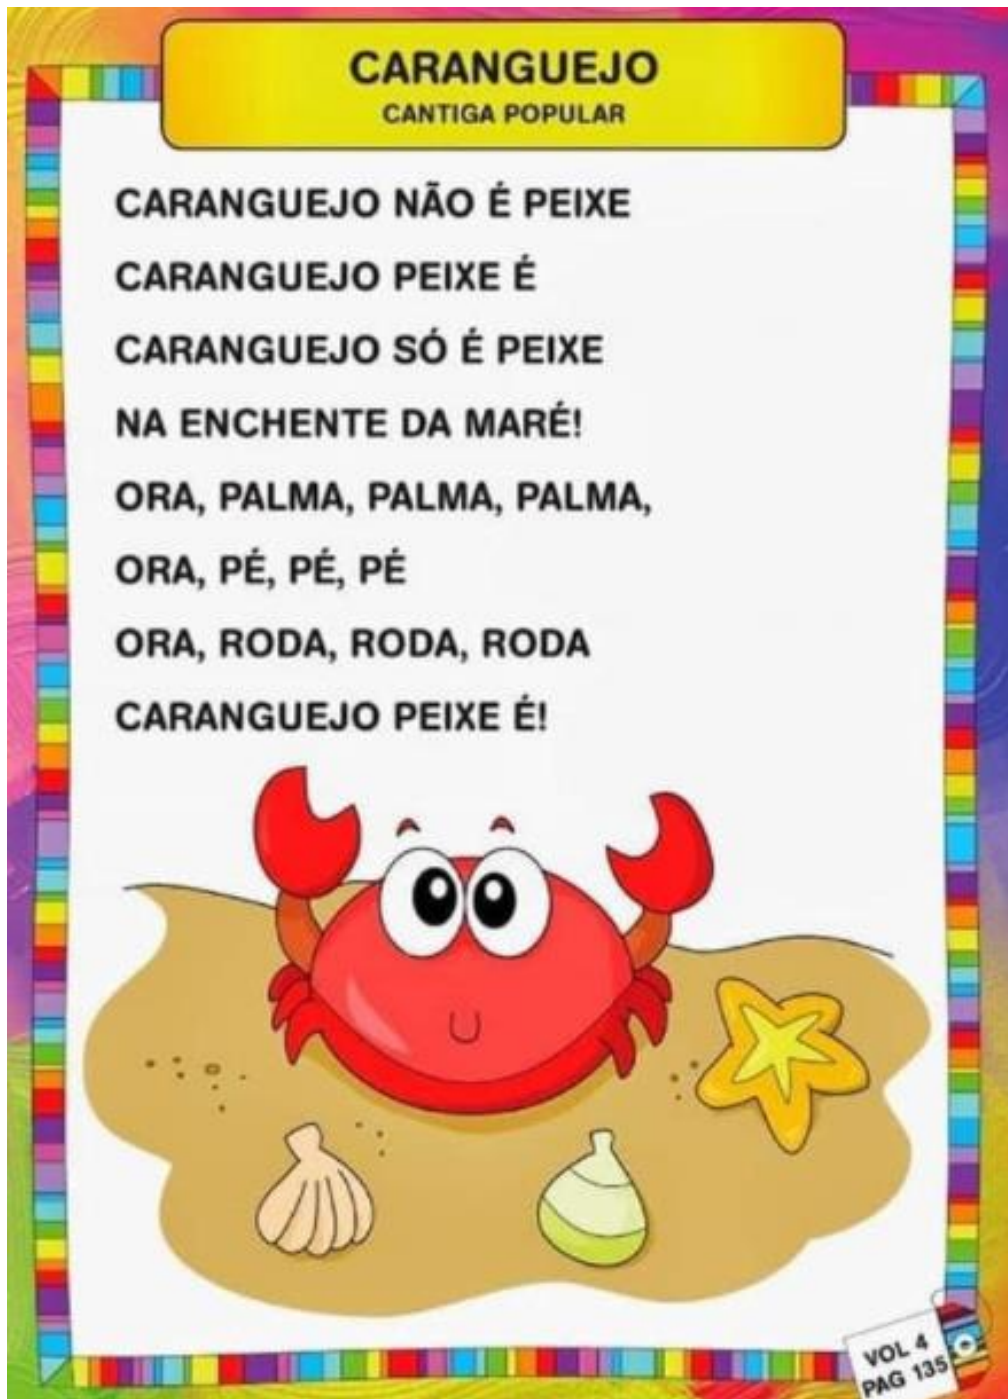 CARANGUEJO
CANTIGA POPULAR
CARANGUEJO NÃO É PEIXE
CARANGUEJO PEIXE É
CARANGUEJO SÓ É PEIXE
NA ENCHENTE DA MARÉ!
ORA, PALMA, PALMA, PALMA,
ORA, PÉ, PÉ, PÉ
ORA, RODA, RODA, RODA
CARANGUEJO PEIXE É!
VOL 4
PAG 135